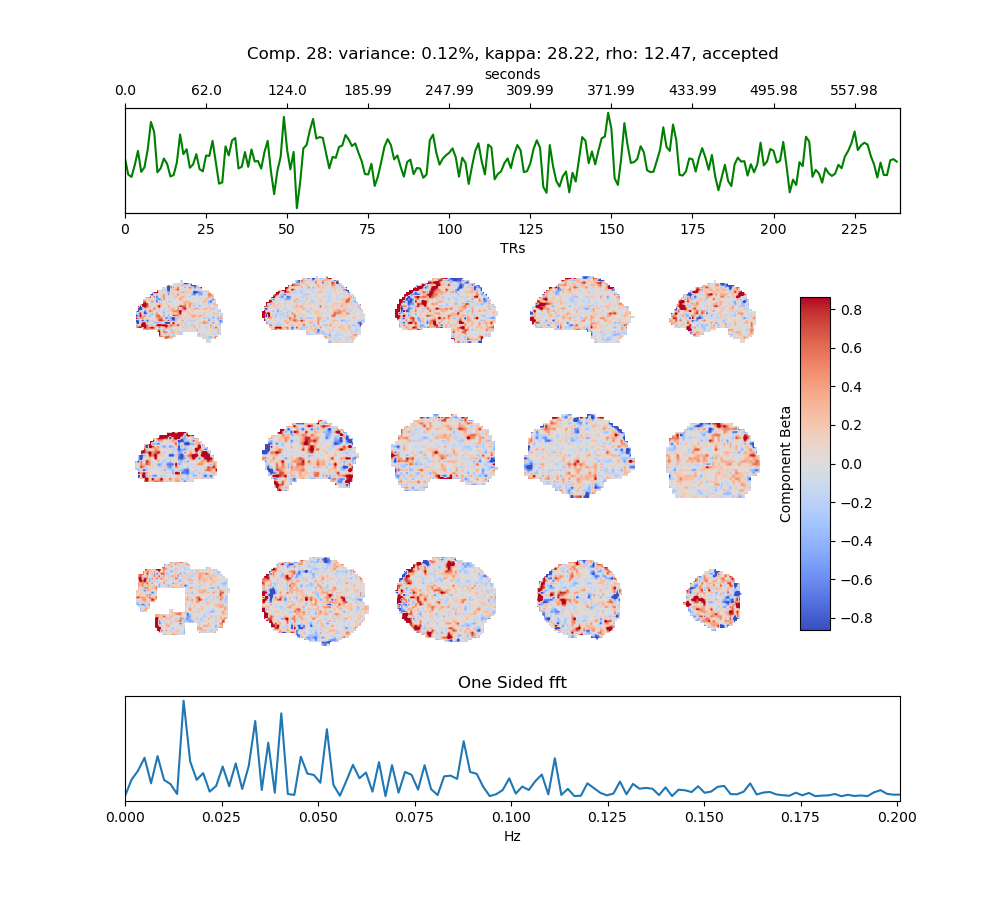 Comp. 28: variance: 0.12%, kappa: 28.22, rho: 12.47, accepted
seconds
0.0 62.0 124.0 185.99 247.99 309.99 371.99 433.99 495.98 557.98
0 25 50 75 100 125 150 175 200 225
TRs
0.8
0.6
0.4
0.2
0.0
−0.2
−0.4
−0.6
−0.8
Component Beta
One Sided fft
0.000 0.025 0.050 0.075 0.100 0.125 0.150 0.175 0.200
Hz